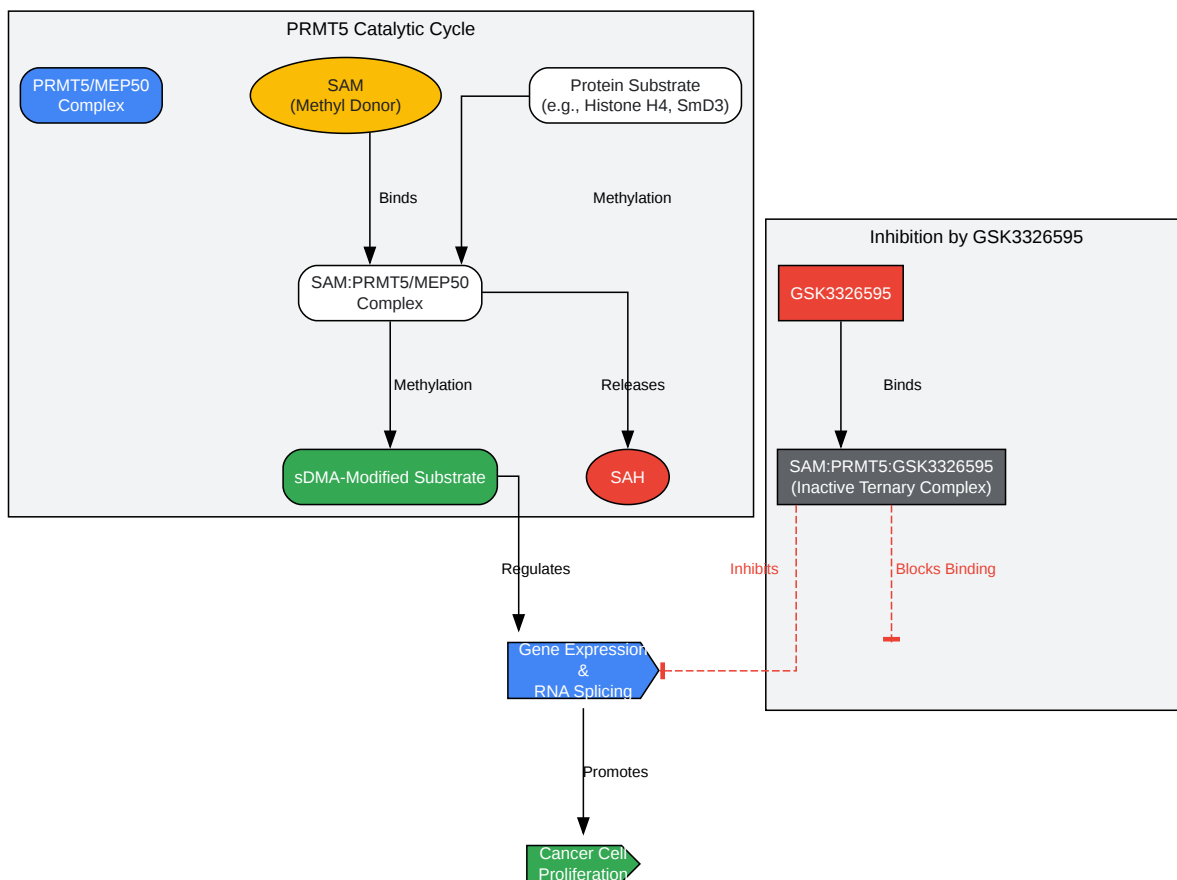 PRMT5 Catalytic Cycle
PRMT5/MEP50
Complex
SAM
(Methyl Donor)
Protein Substrate
(e.g., Histone H4, SmD3)
Binds
Methylation
Inhibition by GSK3326595
SAM:PRMT5/MEP50
Complex
GSK3326595
Methylation
Releases
Binds
sDMA-Modified Substrate
SAH
SAM:PRMT5:GSK3326595
(Inactive Ternary Complex)
Regulates
Inhibits
Blocks Binding
Gene Expression
&
RNA Splicing
Promotes
Cancer Cell
Proliferation